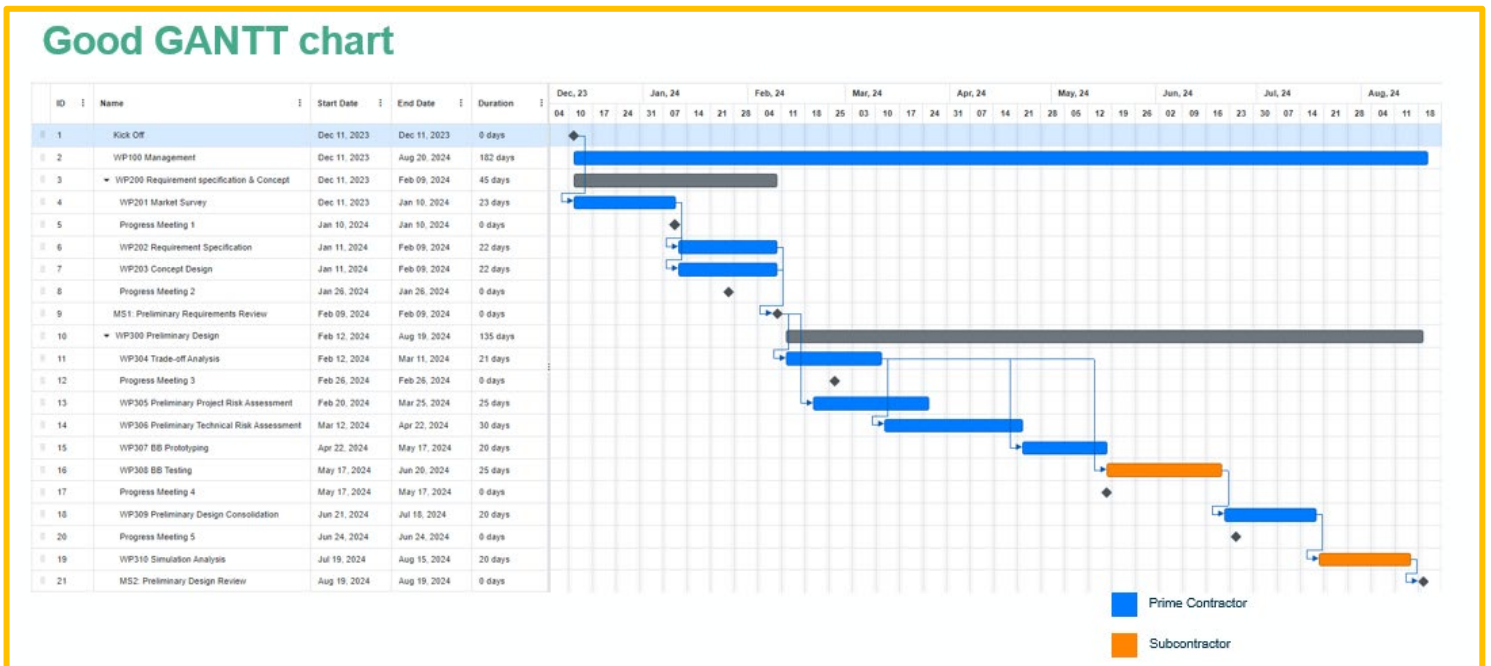 Good GANTT chart
ID Name Start Date End Date Duration Dec, 23 Jan, 24 Feb, 24 Mar, 24 Apr, 24 May, 24 Jun, 24 Jul, 24 Aug, 24
04 10 17 24 31 07 14 21 28 04 11 18 25 03 10 17 24 31 07 14 21 28 05 12 19 26 02 09 16 23 30 07 14 21 28 04 11 18
1 Kick Off Dec 11, 2023 Dec 11, 2023 0 days
2 WP100 Management Dec 11, 2023 Aug 20, 2024 182 days
3 WP200 Requirement specification & Concept Dec 11, 2023 Feb 09, 2024 45 days
4 WP201 Market Survey Dec 11, 2023 Jan 10, 2024 23 days
5 Progress Meeting 1 Jan 10, 2024 Jan 10, 2024 0 days
6 WP202 Requirement Specification Jan 11, 2024 Feb 09, 2024 22 days
7 WP203 Concept Design Jan 11, 2024 Feb 09, 2024 22 days
8 Progress Meeting 2 Jan 26, 2024 Jan 26, 2024 0 days
9 MS1: Preliminary Requirements Review Feb 09, 2024 Feb 09, 2024 0 days
10 WP300 Preliminary Design Feb 12, 2024 Aug 19, 2024 135 days
11 WP304 Trade-off Analysis Feb 12, 2024 Mar 11, 2024 21 days
12 Progress Meeting 3 Feb 26, 2024 Feb 26, 2024 0 days
13 WP305 Preliminary Project Risk Assessment Feb 20, 2024 Mar 25, 2024 25 days
14 WP306 Preliminary Technical Risk Assessment Mar 12, 2024 Apr 22, 2024 30 days
15 WP307 BB Prototyping Apr 22, 2024 May 17, 2024 20 days
16 WP308 BB Testing May 17, 2024 Jun 20, 2024 25 days
17 Progress Meeting 4 May 17, 2024 May 17, 2024 0 days
18 WP309 Preliminary Design Consolidation Jun 21, 2024 Jul 18, 2024 20 days
20 Progress Meeting 5 Jun 24, 2024 Jun 24, 2024 0 days
19 WP310 Simulation Analysis Jul 19, 2024 Aug 15, 2024 20 days
21 MS2: Preliminary Design Review Aug 19, 2024 Aug 19, 2024 0 days
Prime Contractor
Subcontractor